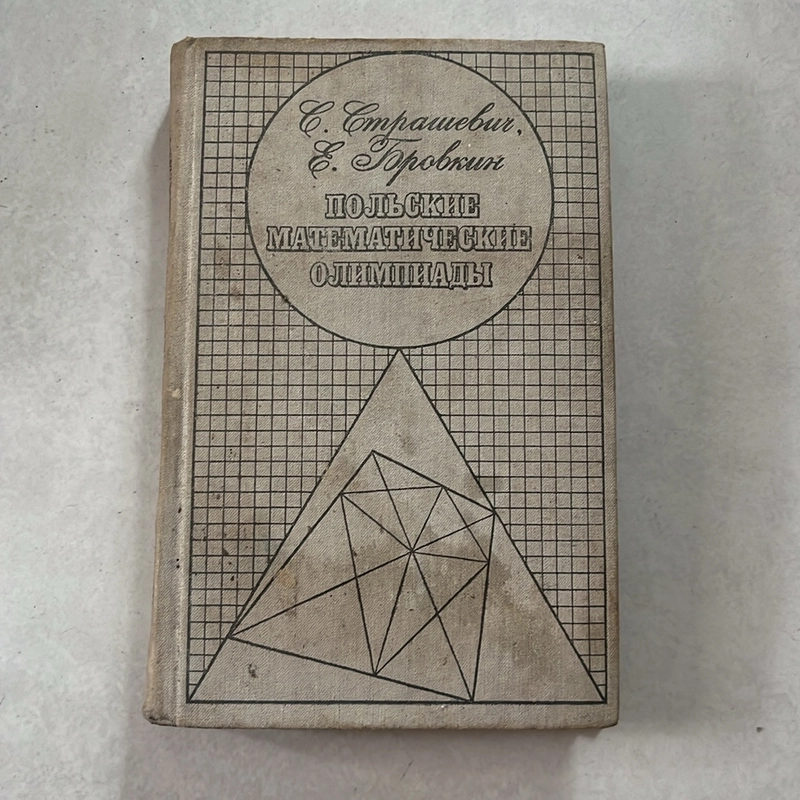 С. Страшевич,
Е. Бровкин
ПОЛЬСКИЕ
МАТЕМАТИЧЕСКИЕ
ОЛИМПИАДЫ